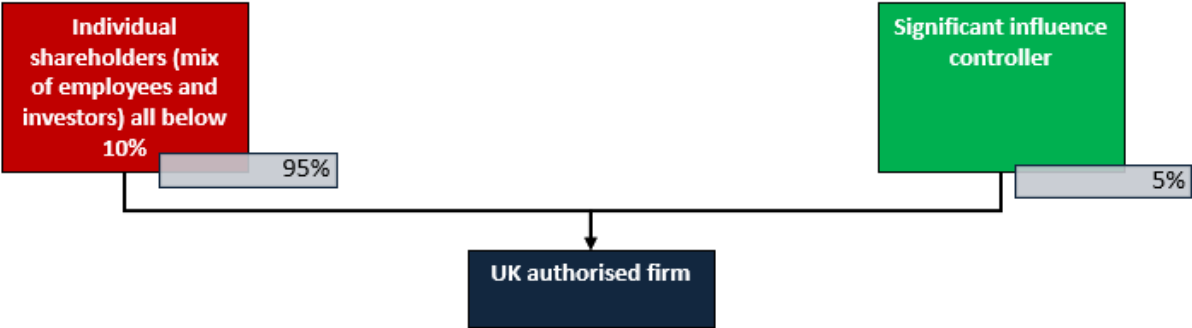 Individual
shareholders (mix
of employees and
investors) all below
10%
95%
Significant influence
controller
5%
UK authorised firm